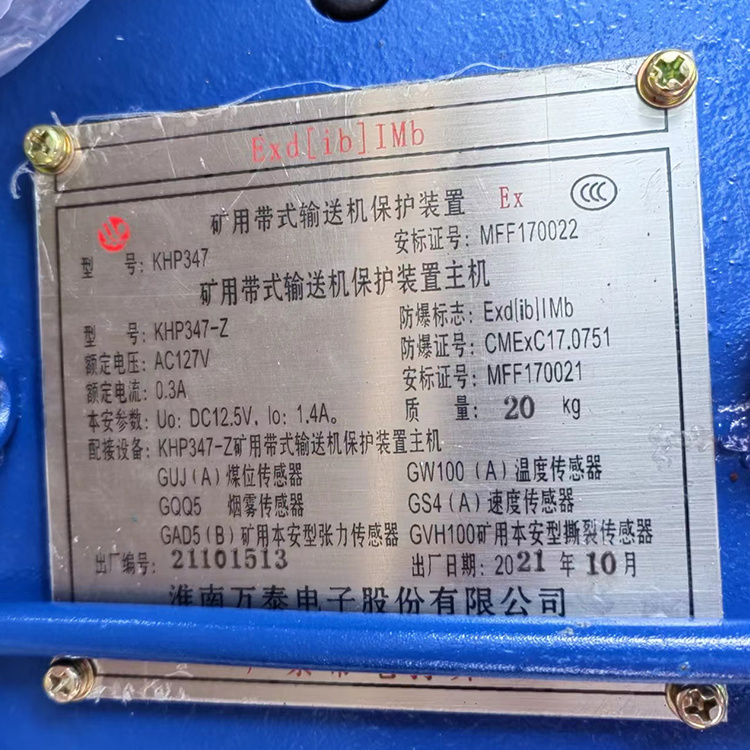 Exd[ib]IMb
矿用带式输送机保护装置 Ex CCC
型 号: KHP347 安标证号: MFF170022
矿用带式输送机保护装置主机
型 号: KHP347-Z 防爆标志: Exd[ib]IMb
额定电压: AC127V 防爆证号: CMExC17.0751
额定电流: 0.3A 安标证号: MFF170021
本安参数: Uo: DC12.5V, Io: 1.4A。 质 量: 20 kg
配接设备: KHP347-Z矿用带式输送机保护装置主机
GUJ(A)煤位传感器 GW100(A)温度传感器
GQQ5 烟雾传感器 GS4(A)速度传感器
GAD5(B)矿用本安型张力传感器 GVH100矿用本安型撕裂传感器
出厂编号: 21101513 出厂日期: 2021 年 10 月
淮南万泰电子股份有限公司